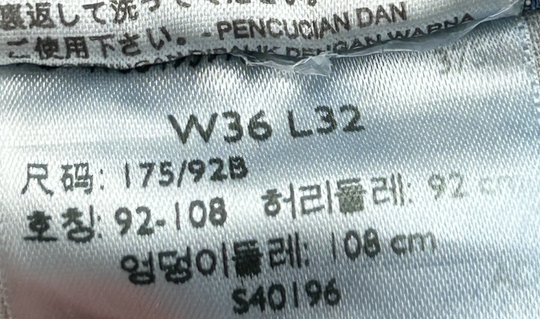 裏返して洗っ
ご使用下さい。- PENCUCIAN DAN
DENGAN WARNA
W36 L32
尺码: 175/92B
호칭: 92-108 허리둘레: 92 cm
엉덩이둘레: 108 cm
S40196